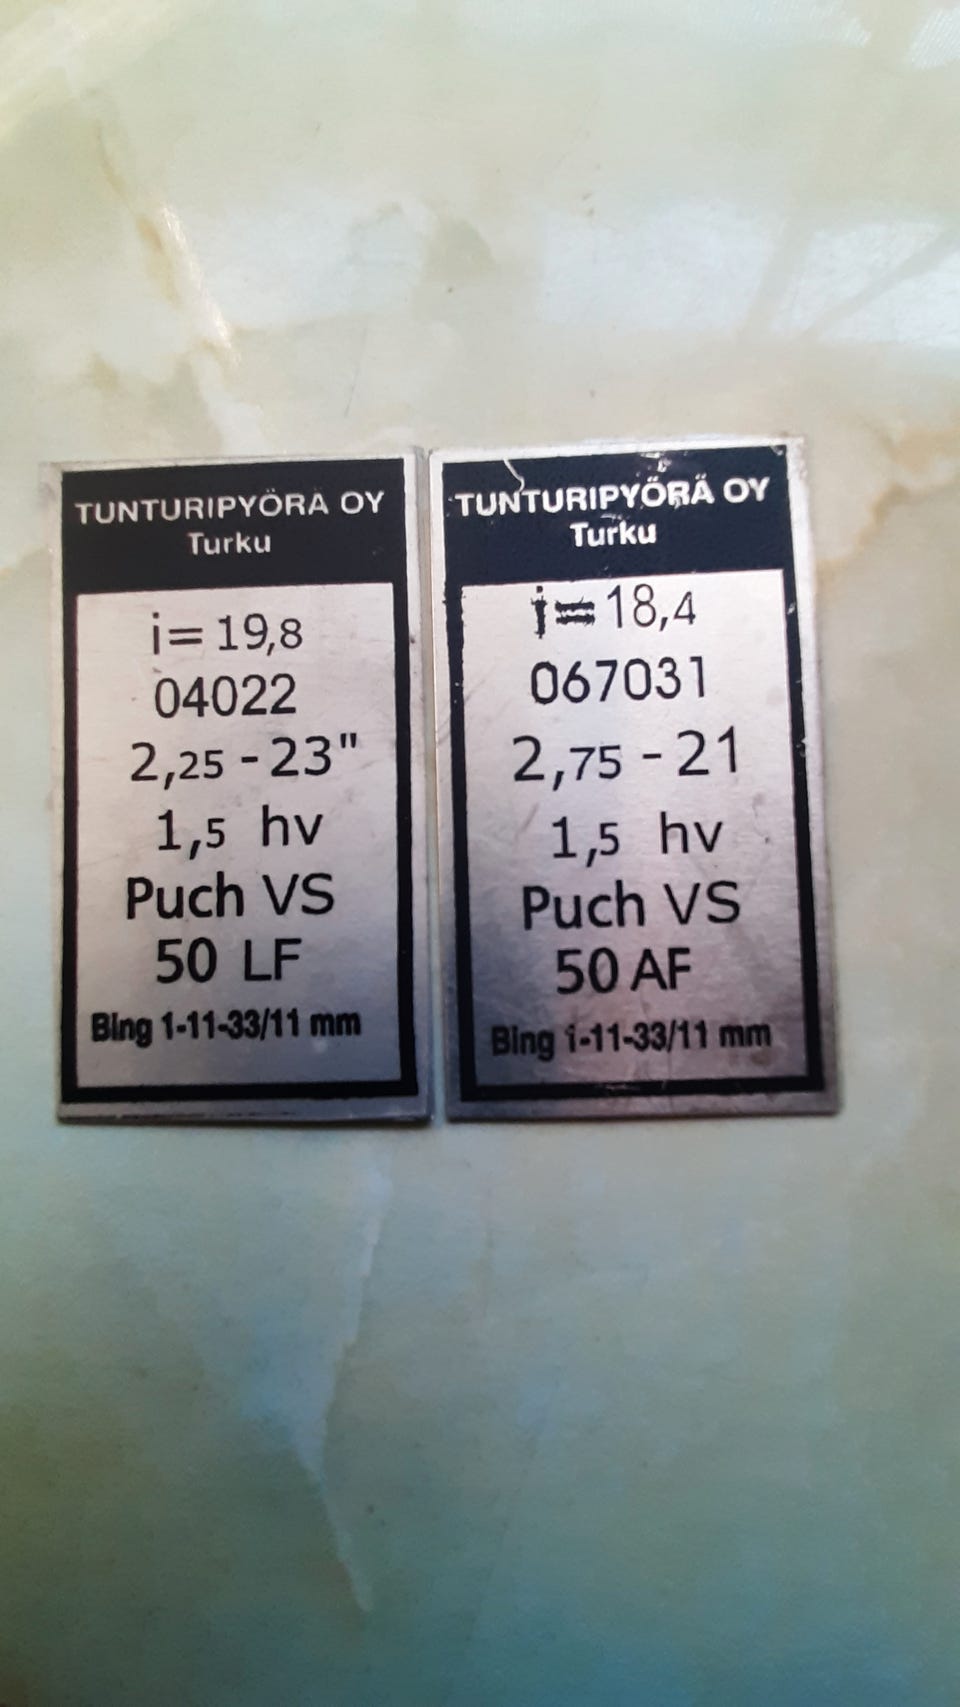 TUNTURIPYÖRÄ OY
Turku
i= 19,8
04022
2,25 - 23"
1,5 hv
Puch VS
50 LF
Bing 1-11-33/11 mm
TUNTURIPYÖRÄ OY
Turku
i= 18,4
067031
2,75 - 21
1,5 hv
Puch VS
50 AF
Bing 1-11-33/11 mm